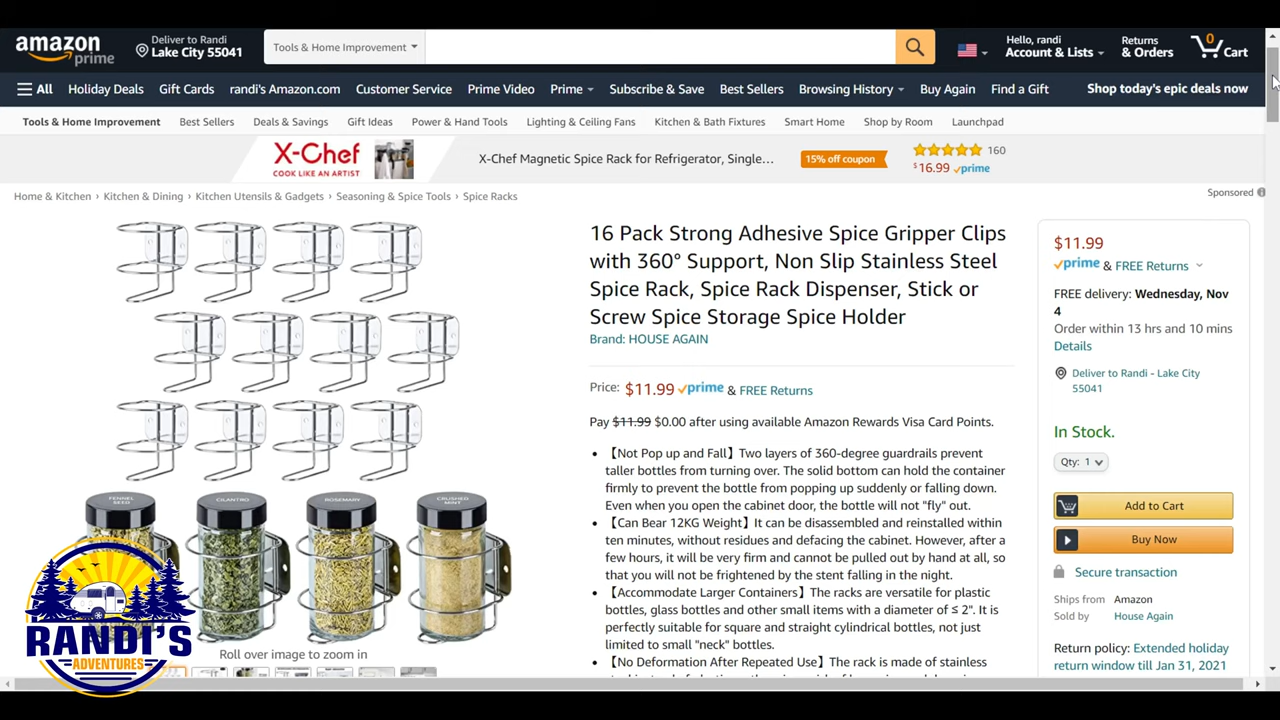 amazon
prime
Deliver to Randi
Lake City 55041
Tools & Home Improvement
Hello, randi
Account & Lists
Returns
& Orders
0
Cart
All
Holiday Deals
Gift Cards
randi's Amazon.com
Customer Service
Prime Video
Prime
Subscribe & Save
Best Sellers
Browsing History
Buy Again
Find a Gift
Shop today's epic deals now
Tools & Home Improvement
Best Sellers
Deals & Savings
Gift Ideas
Power & Hand Tools
Lighting & Ceiling Fans
Kitchen & Bath Fixtures
Smart Home
Shop by Room
Launchpad
X-Chef
COOK LIKE AN ARTIST
X-Chef Magnetic Spice Rack for Refrigerator, Single...
15% off coupon
160
$16.99 prime
Sponsored
Home & Kitchen › Kitchen & Dining › Kitchen Utensils & Gadgets › Seasoning & Spice Tools › Spice Racks
FENNEL
SEED
CILANTRO
ROSEMARY
CRUSHED
MINT
RANDI'S
ADVENTURES
Roll over image to zoom in
16 Pack Strong Adhesive Spice Gripper Clips
with 360° Support, Non Slip Stainless Steel
Spice Rack, Spice Rack Dispenser, Stick or
Screw Spice Storage Spice Holder
Brand: HOUSE AGAIN
Price: $11.99 prime & FREE Returns
Pay $11.99 $0.00 after using available Amazon Rewards Visa Card Points.
• 【Not Pop up and Fall】Two layers of 360-degree guardrails prevent
taller bottles from turning over. The solid bottom can hold the container
firmly to prevent the bottle from popping up suddenly or falling down.
Even when you open the cabinet door, the bottle will not "fly" out.
• 【Can Bear 12KG Weight】It can be disassembled and reinstalled within
ten minutes, without residues and defacing the cabinet. However, after a
few hours, it will be very firm and cannot be pulled out by hand at all, so
that you will not be frightened by the stent falling in the night.
• 【Accommodate Larger Containers】The racks are versatile for plastic
bottles, glass bottles and other small items with a diameter of ≤ 2". It is
perfectly suitable for square and straight cylindrical bottles, not just
limited to small "neck" bottles.
• 【No Deformation After Repeated Use】The rack is made of stainless
$11.99
prime & FREE Returns
FREE delivery: Wednesday, Nov
4
Order within 13 hrs and 10 mins
Details
Deliver to Randi - Lake City
55041
In Stock.
Qty: 1
Add to Cart
Buy Now
Secure transaction
Ships from Amazon
Sold by House Again
Return policy: Extended holiday
return window till Jan 31, 2021